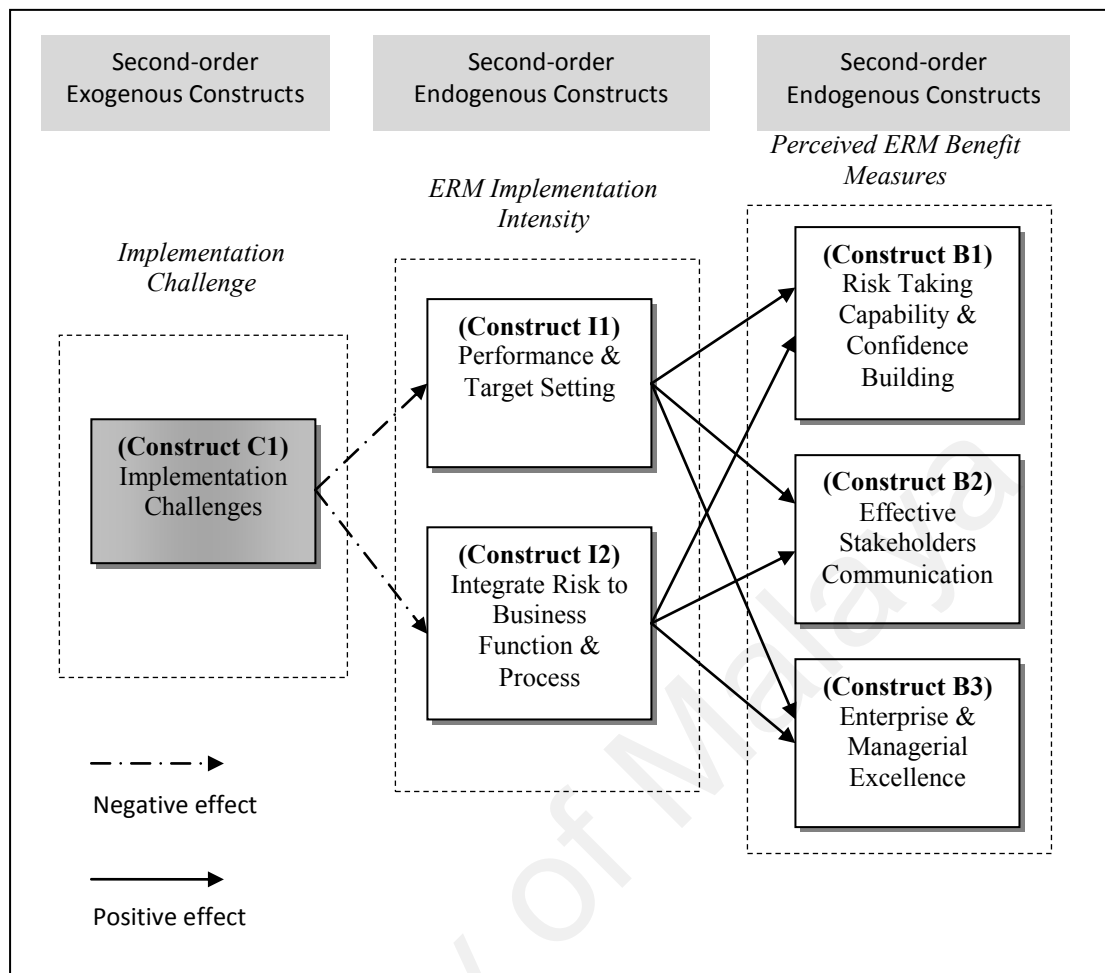 Second-order
Exogenous Constructs
Second-order
Endogenous Constructs
Second-order
Endogenous Constructs
Implementation
Challenge
ERM Implementation
Intensity
Perceived ERM Benefit
Measures
(Construct C1)
Implementation
Challenges
(Construct I1)
Performance &
Target Setting
(Construct I2)
Integrate Risk to
Business
Function &
Process
(Construct B1)
Risk Taking
Capability &
Confidence
Building
(Construct B2)
Effective
Stakeholders
Communication
(Construct B3)
Enterprise &
Managerial
Excellence
Negative effect
Positive effect
of Malaya